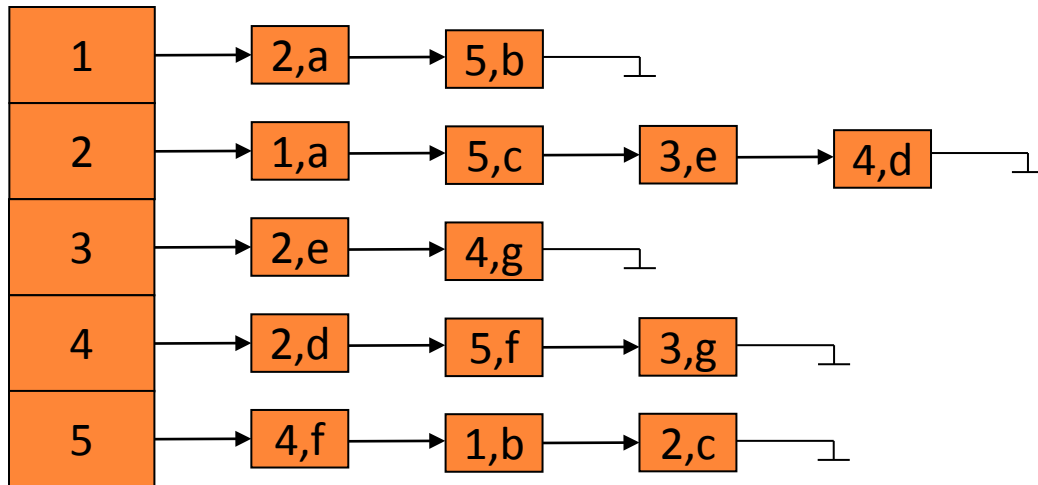 1 2,a 5,b
2 1,a 5,c 3,e 4,d
3 2,e 4,g
4 2,d 5,f 3,g
5 4,f 1,b 2,c